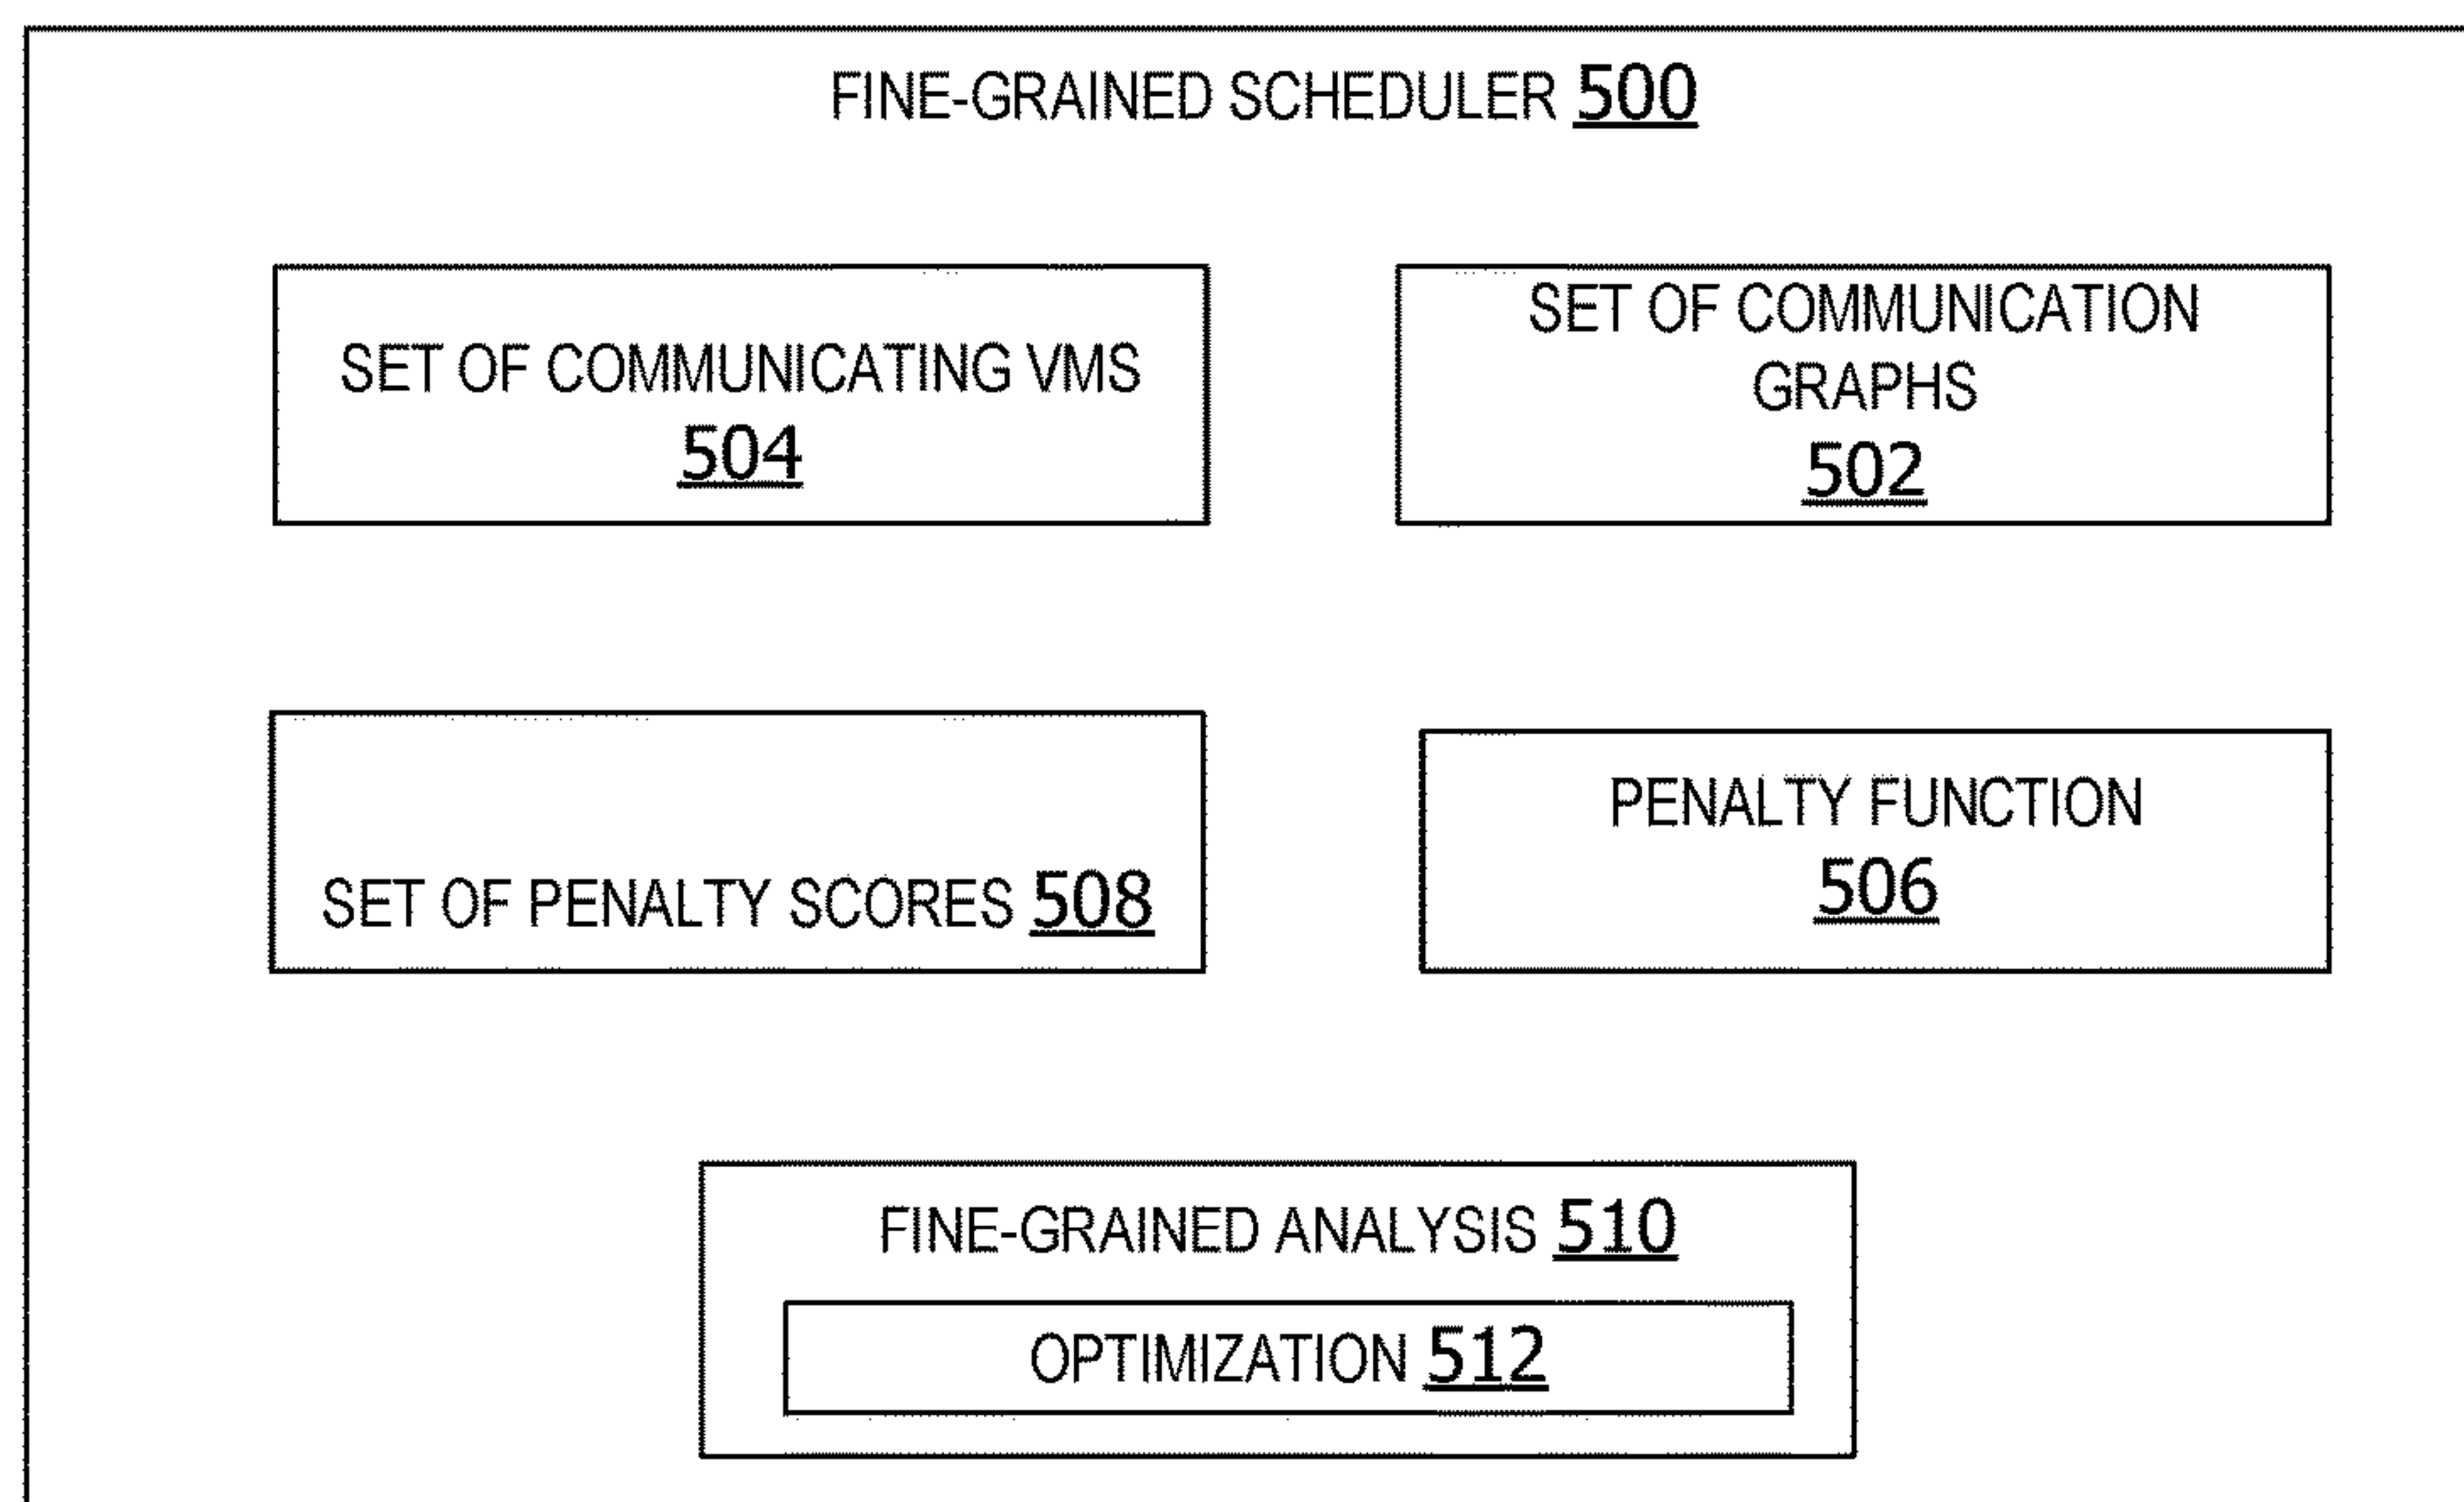 FINE-GRAINED SCHEDULER 500
SET OF COMMUNICATING VMS
504
SET OF COMMUNICATION
GRAPHS
502
SET OF PENALTY SCORES 508
PENALTY FUNCTION
506
FINE-GRAINED ANALYSIS 510
OPTIMIZATION 512